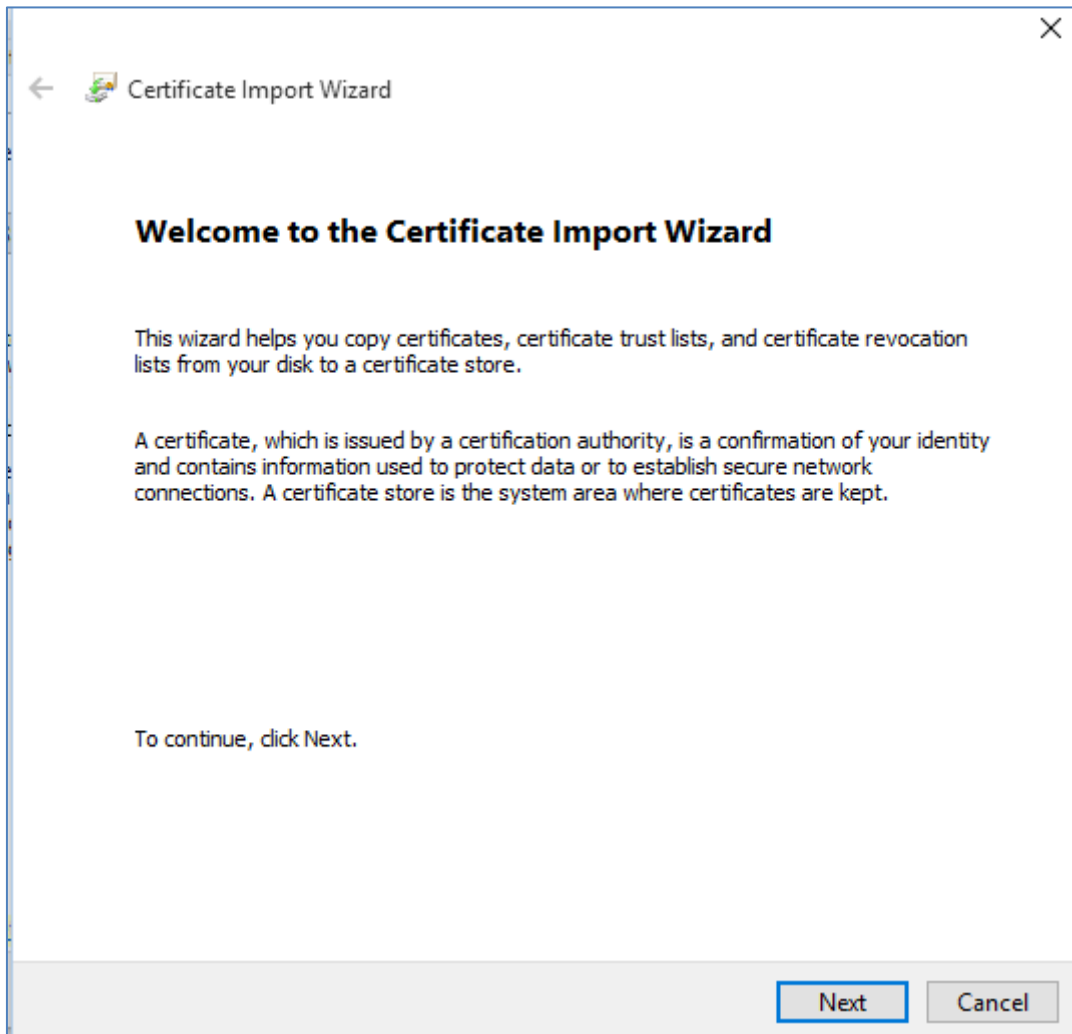 Certificate Import Wizard
Welcome to the Certificate Import Wizard
This wizard helps you copy certificates, certificate trust lists, and certificate revocation
lists from your disk to a certificate store.
A certificate, which is issued by a certification authority, is a confirmation of your identity
and contains information used to protect data or to establish secure network
connections. A certificate store is the system area where certificates are kept.
To continue, click Next.
Next
Cancel